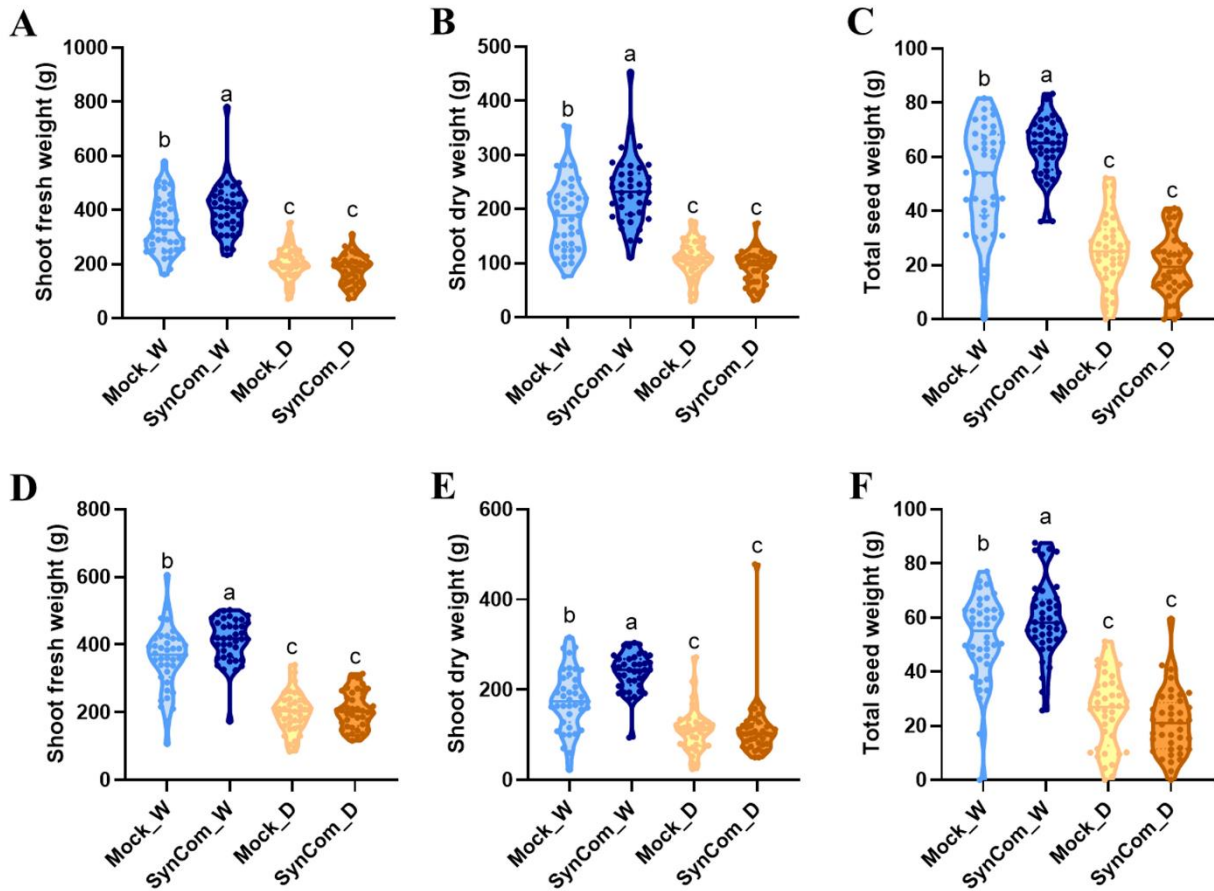 A
Shoot fresh weight (g)
1000
800
600
400
200
0
b
a
c
c
Mock_W
SynCom_W
Mock_D
SynCom_D
B
Shoot dry weight (g)
500
400
300
200
100
0
b
a
c
c
Mock_W
SynCom_W
Mock_D
SynCom_D
C
Total seed weight (g)
100
80
60
40
20
0
b
a
c
c
Mock_W
SynCom_W
Mock_D
SynCom_D
D
Shoot fresh weight (g)
800
600
400
200
0
b
a
c
c
Mock_W
SynCom_W
Mock_D
SynCom_D
E
Shoot dry weight (g)
600
400
200
0
b
a
c
c
Mock_W
SynCom_W
Mock_D
SynCom_D
F
Total seed weight (g)
100
80
60
40
20
0
b
a
c
c
Mock_W
SynCom_W
Mock_D
SynCom_D